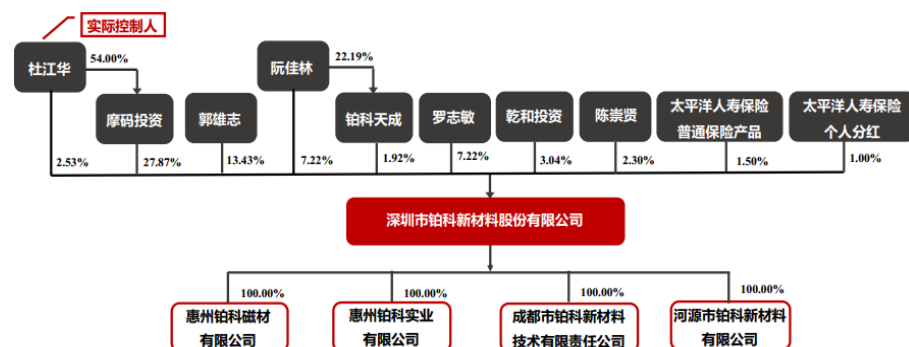 实际控制人
杜江华
54.00%
阮佳林
22.19%
摩码投资
郭雄志
铂科天成
罗志敏
乾和投资
陈崇贤
太平洋人寿保险
普通保险产品
太平洋人寿保险
个人分红
2.53%
27.87%
13.43%
7.22%
1.92%
7.22%
3.04%
2.30%
1.50%
1.00%
深圳市铂科新材料股份有限公司
100.00%
100.00%
100.00%
100.00%
惠州铂科磁材
有限公司
惠州铂科实业
有限公司
成都市铂科新材料
技术有限责任公司
河源市铂科新材料
有限公司